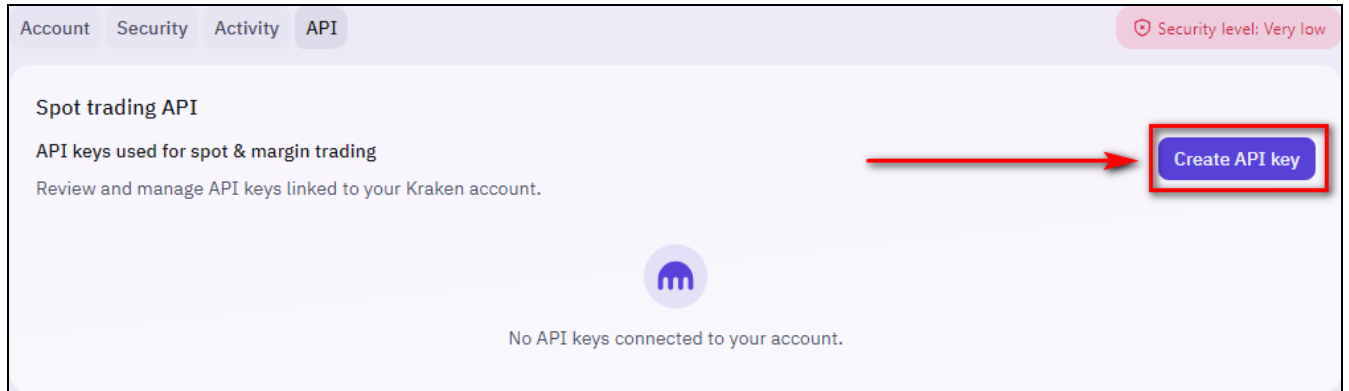 Account Security Activity API Security level: Very low
Spot trading API
API keys used for spot & margin trading
Create API key
Review and manage API keys linked to your Kraken account.
No API keys connected to your account.